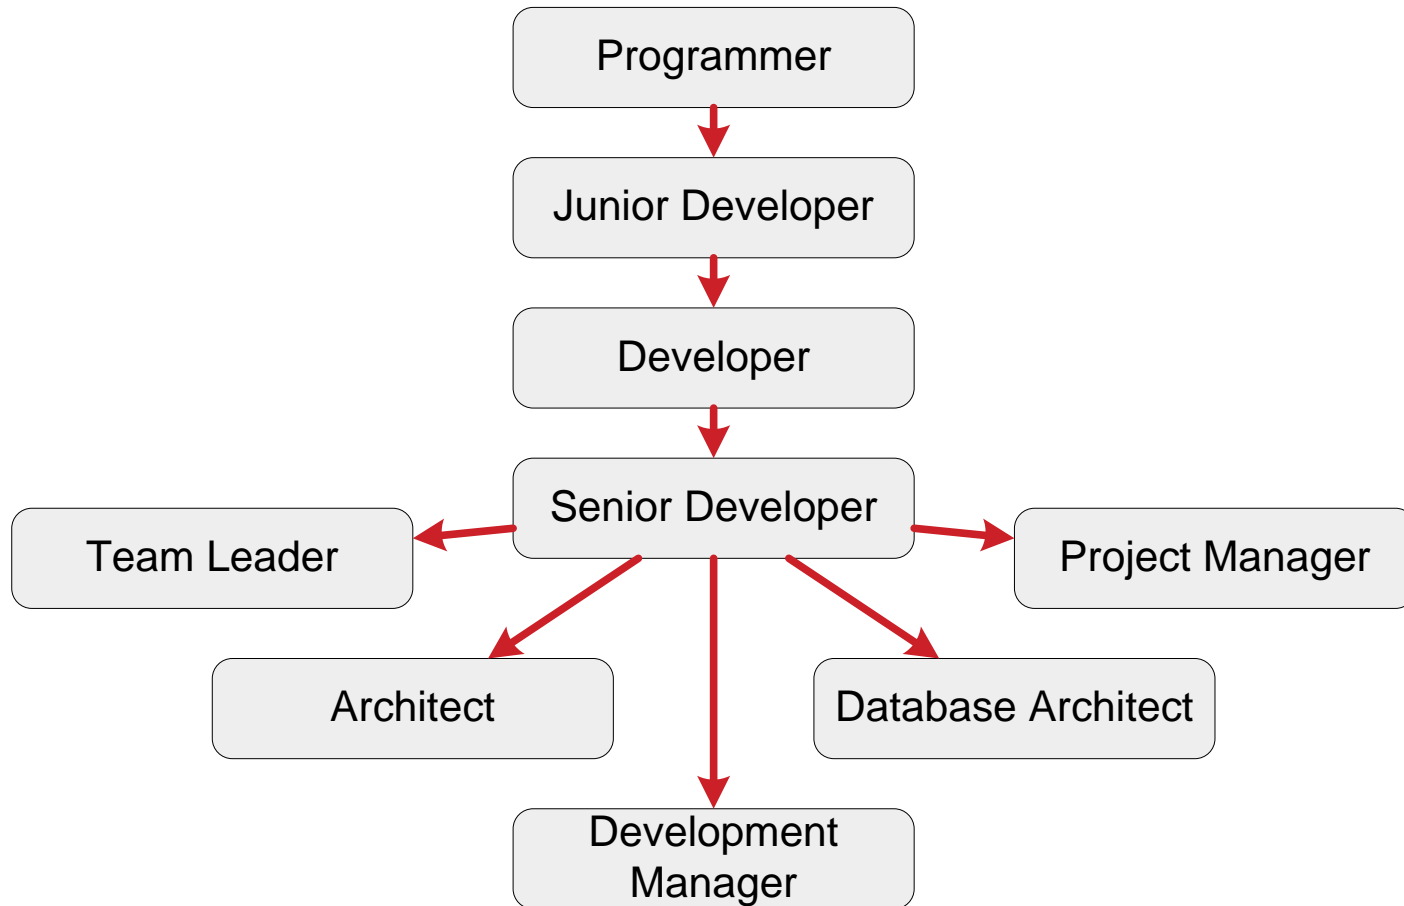 Programmer
Junior Developer
Developer
Senior Developer
Team Leader
Project Manager
Architect
Database Architect
Development
Manager